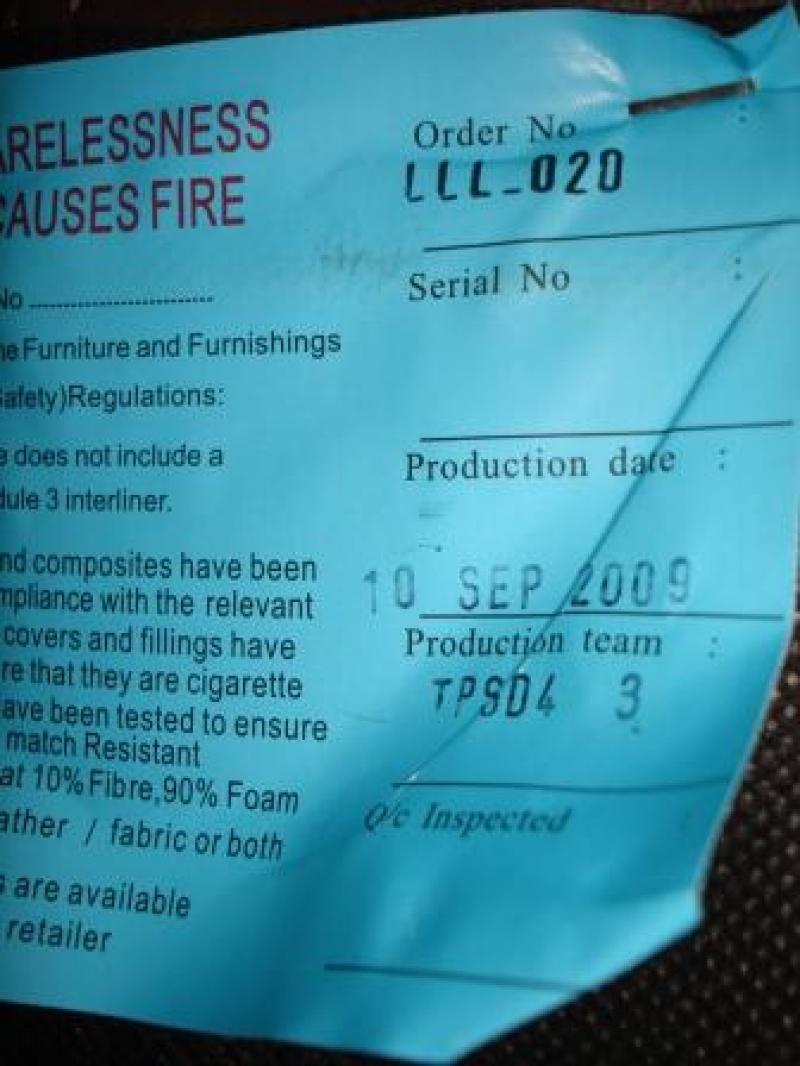 ARELESSNESS
CAUSES FIRE
No ..............................
he Furniture and Furnishings
Safety)Regulations:
e does not include a
dule 3 interliner.
nd composites have been
mpliance with the relevant
covers and fillings have
re that they are cigarette
ave been tested to ensure
match Resistant
at 10% Fibre,90% Foam
ather / fabric or both
s are available
retailer
Order No :
LLL-020
Serial No :
Production date :
10 SEP 2009
Production team :
TPSD4 3
Q/c Inspected :